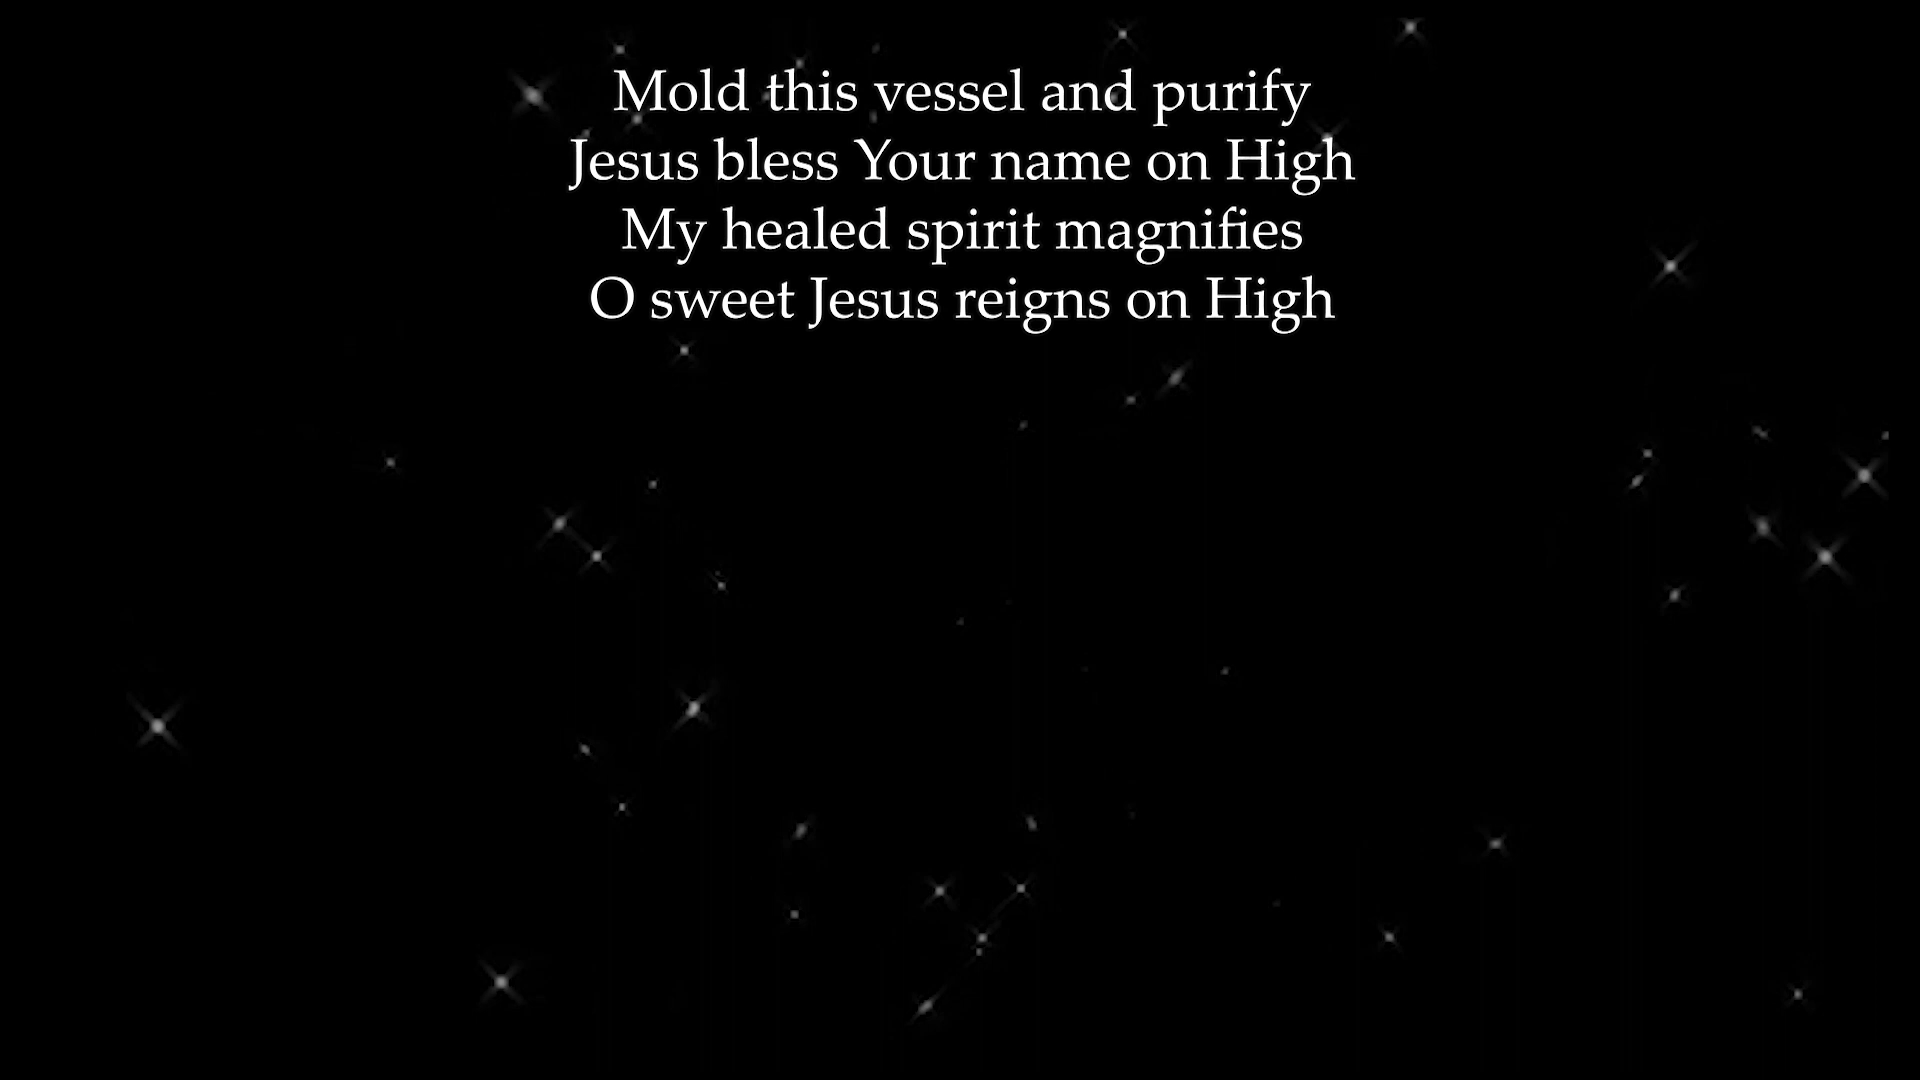 Mold this vessel and purify
Jesus bless Your name on High
My healed spirit magnifies
O sweet Jesus reigns on High